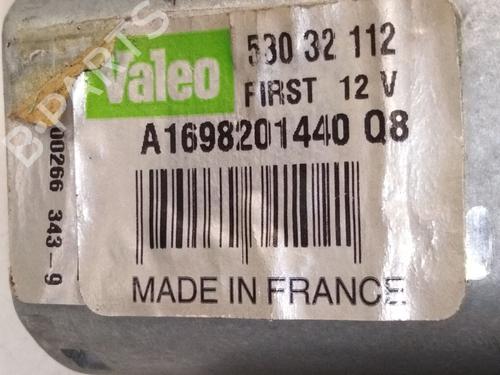 Valeo
530 32 112
FIRST 12 V
A1698201440 Q8
MADE IN FRANCE
00266 343-9
B-PARTS